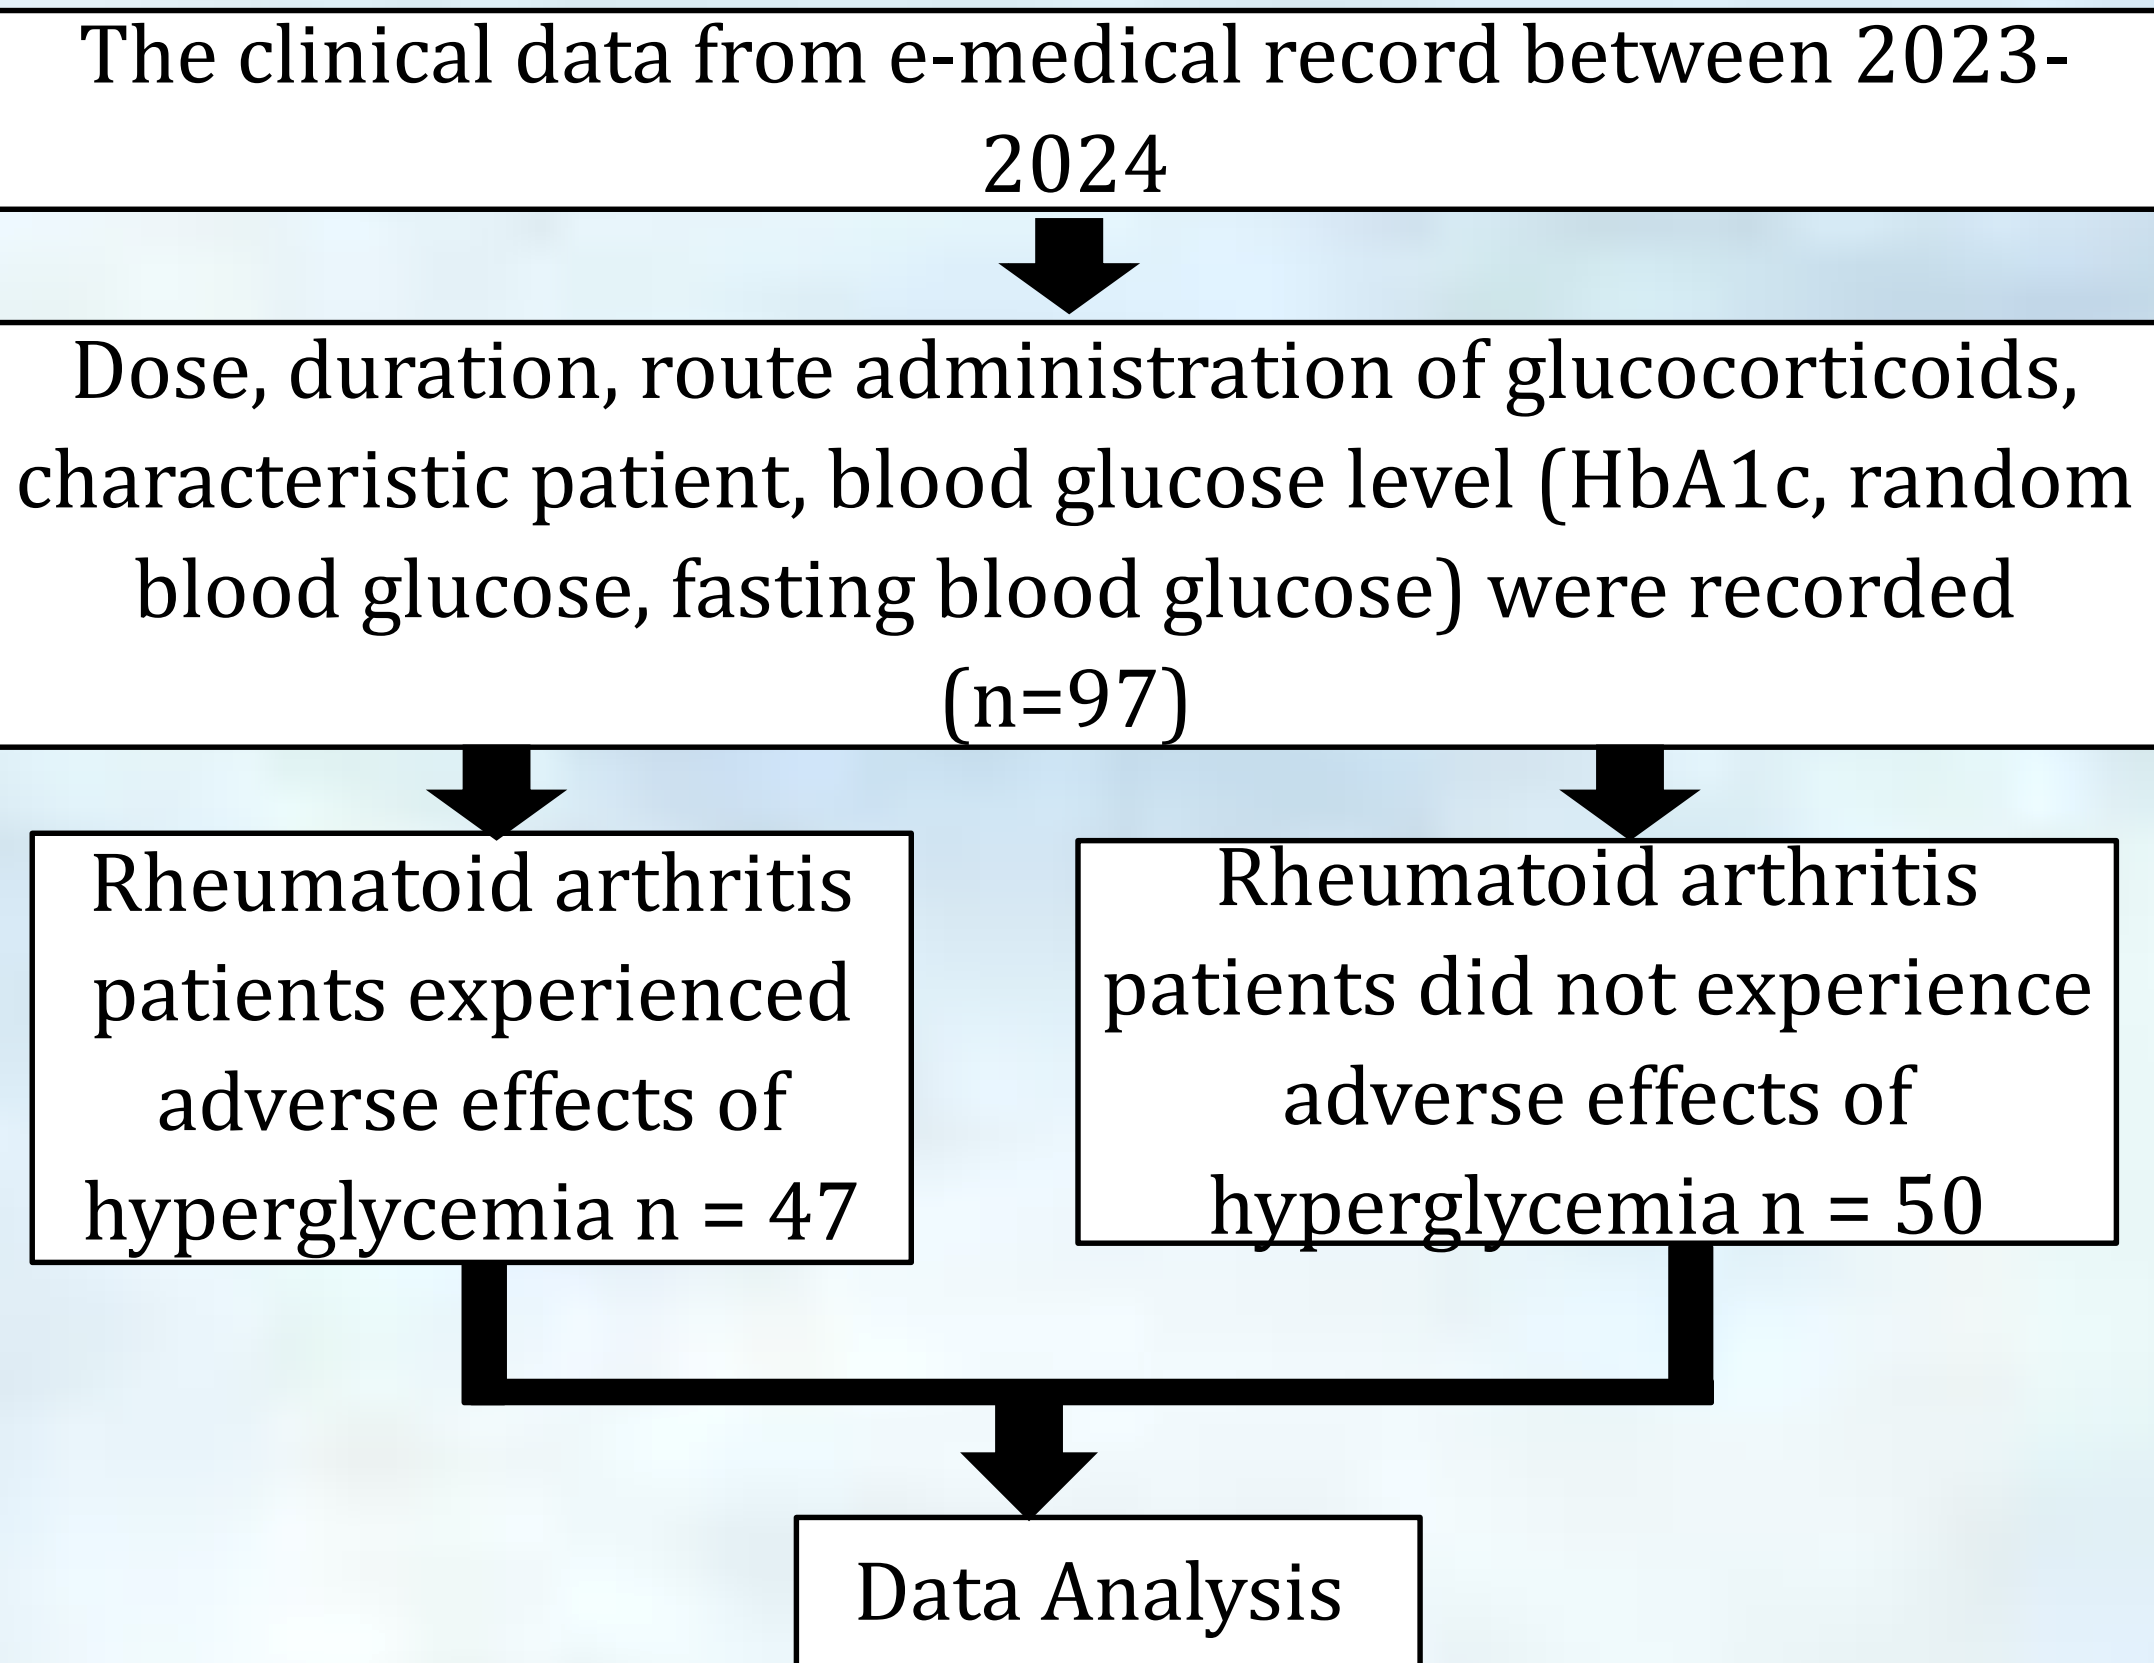 The clinical data from e-medical record between 2023-
2024
Dose, duration, route administration of glucocorticoids,
characteristic patient, blood glucose level (HbA1c, random
blood glucose, fasting blood glucose) were recorded
(n=97)
Rheumatoid arthritis
patients experienced
adverse effects of
hyperglycemia n = 47
Rheumatoid arthritis
patients did not experience
adverse effects of
hyperglycemia n = 50
Data Analysis